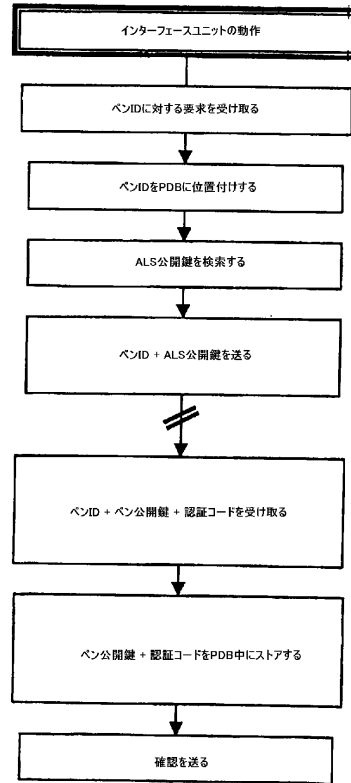 インターフェースユニットの動作
ペンIDに対する要求を受け取る
ペンIDをPDBに位置付けする
ALS公開鍵を検索する
ペンID + ALS公開鍵を送る
ペンID + ペン公開鍵 + 認証コードを受け取る
ペン公開鍵 + 認証コードをPDB中にストアする
確認を送る